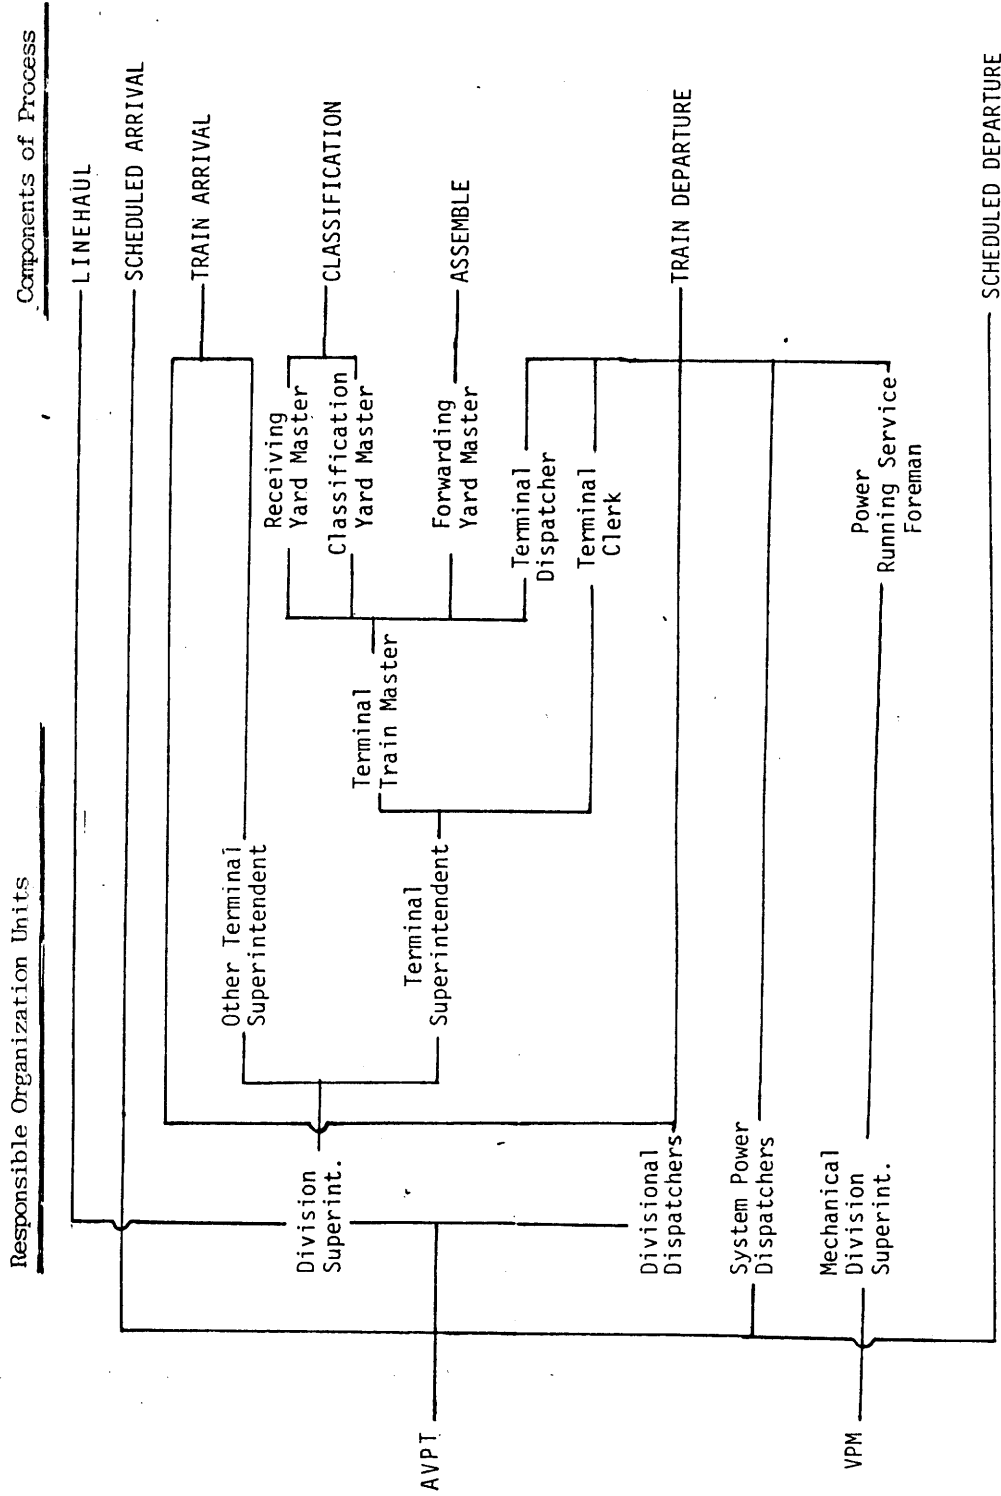 Responsible Organization Units
Components of Process
LINEHAUL
SCHEDULED ARRIVAL
TRAIN ARRIVAL
Other Terminal
Superintendent
Receiving
Yard Master
CLASSIFICATION
Classification
Yard Master
Division
Superint.
Terminal
Train Master
Terminal
Superintendent
Forwarding
Yard Master
ASSEMBLE
AVPT
Terminal
Dispatcher
Terminal
Clerk
Divisional
Dispatchers
TRAIN DEPARTURE
System Power
Dispatchers
VPM
Mechanical
Division
Superint.
Power
Running Service
Foreman
SCHEDULED DEPARTURE